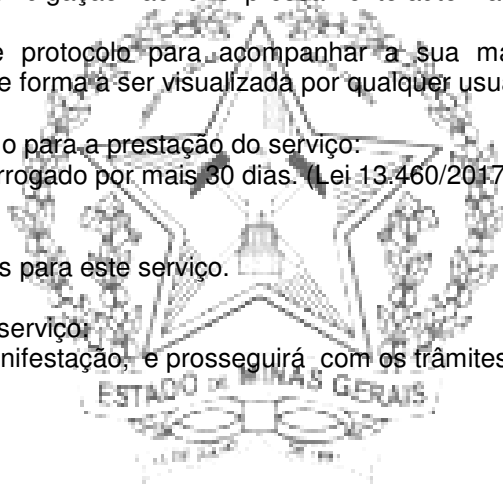 e protocolo para acompanhar a sua ma
e forma a ser visualizada por qualquer usuá
o para a prestação do serviço:
rrogado por mais 30 dias. (Lei 13.460/2017
s para este serviço.
serviço;
nifestação, e prosseguirá com os trâmites
ESTADO DE MINAS GERAIS